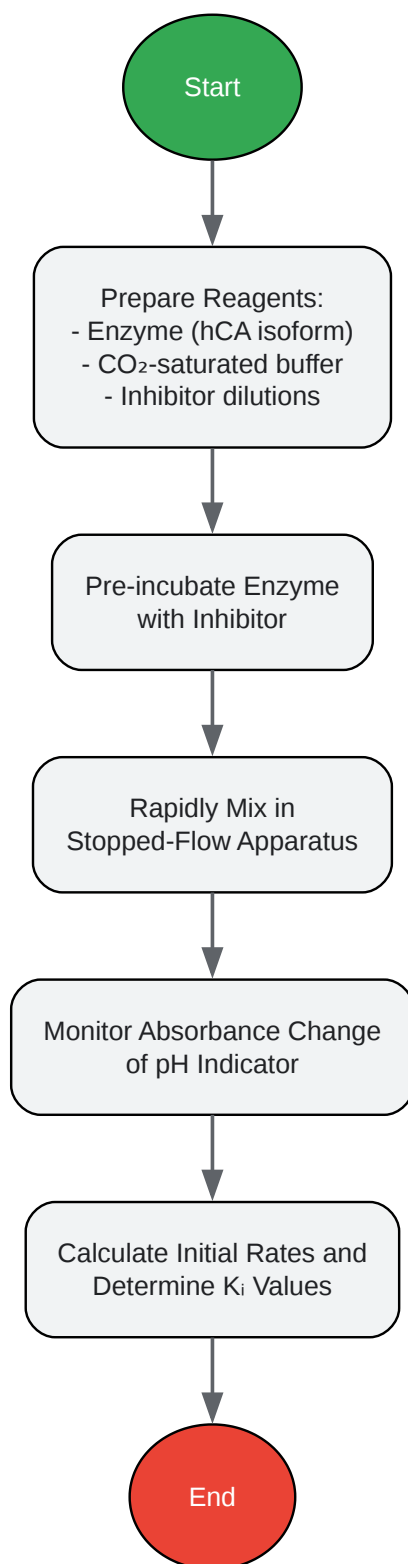 Start
Prepare Reagents:
- Enzyme (hCA isoform)
- CO₂-saturated buffer
- Inhibitor dilutions
Pre-incubate Enzyme
with Inhibitor
Rapidly Mix in
Stopped-Flow Apparatus
Monitor Absorbance Change
of pH Indicator
Calculate Initial Rates and
Determine Kᵢ Values
End